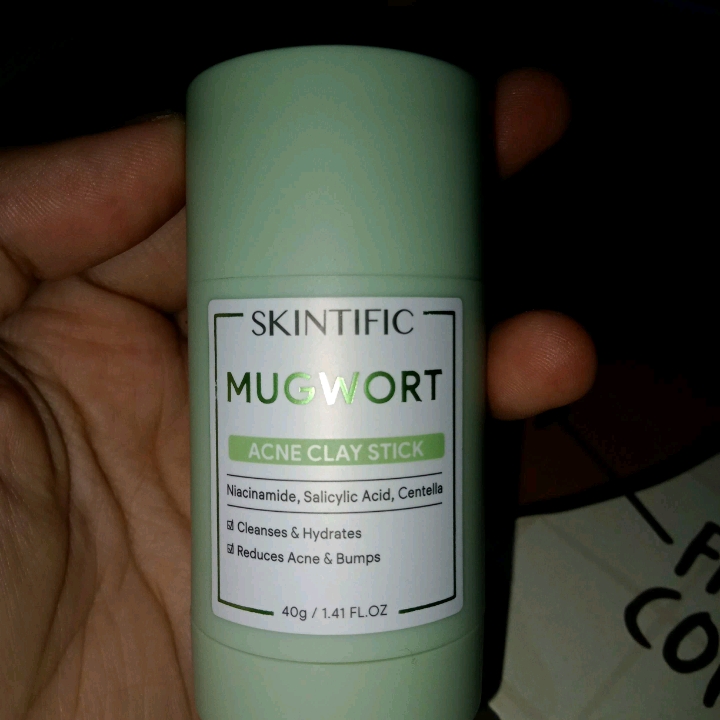 SKINTIFIC
MUGWORT
ACNE CLAY STICK
Niacinamide, Salicylic Acid, Centella
☑ Cleanses & Hydrates
☑ Reduces Acne & Bumps
40g / 1.41 FL.OZ